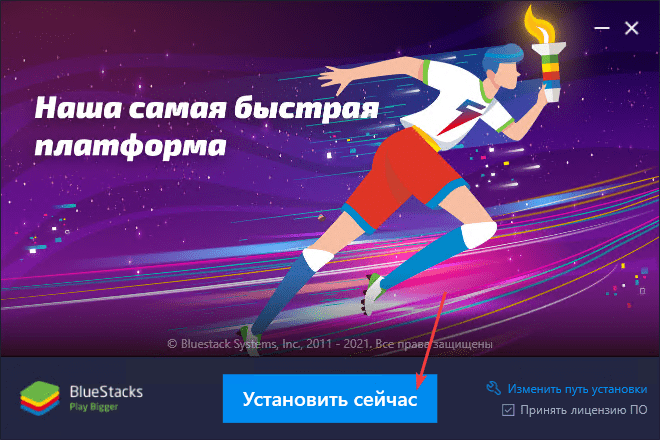 Наша самая быстрая
платформа
© Bluestack Systems, Inc., 2011 - 2021. Все права защищены
BlueStacks
Play Bigger
Установить сейчас
Изменить путь установки
Принять лицензию ПО